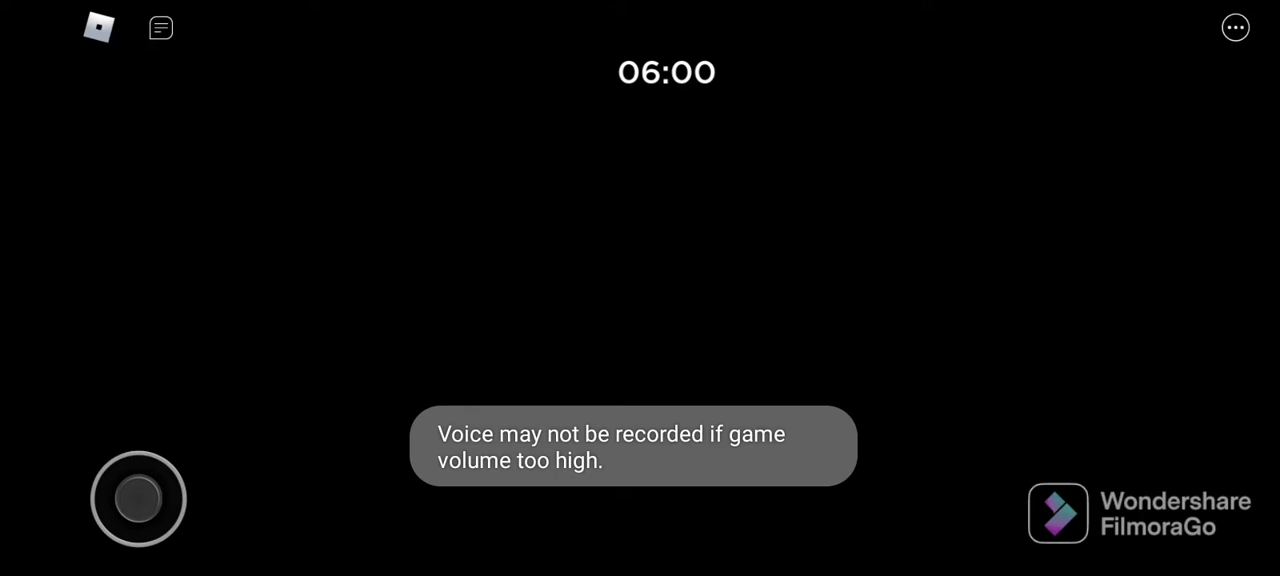 06:00
Voice may not be recorded if game
volume too high.
Wondershare
FilmoraGo